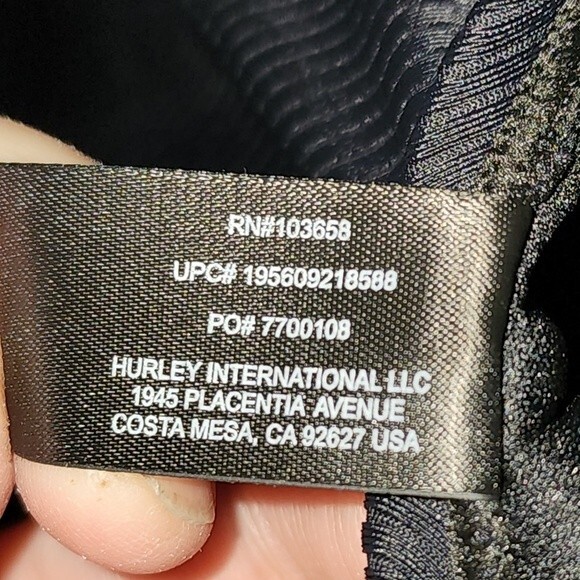 RN#103658
UPC# 195609218588
PO# 7700108
HURLEY INTERNATIONAL LLC
1945 PLACENTIA AVENUE
COSTA MESA, CA 92627 USA